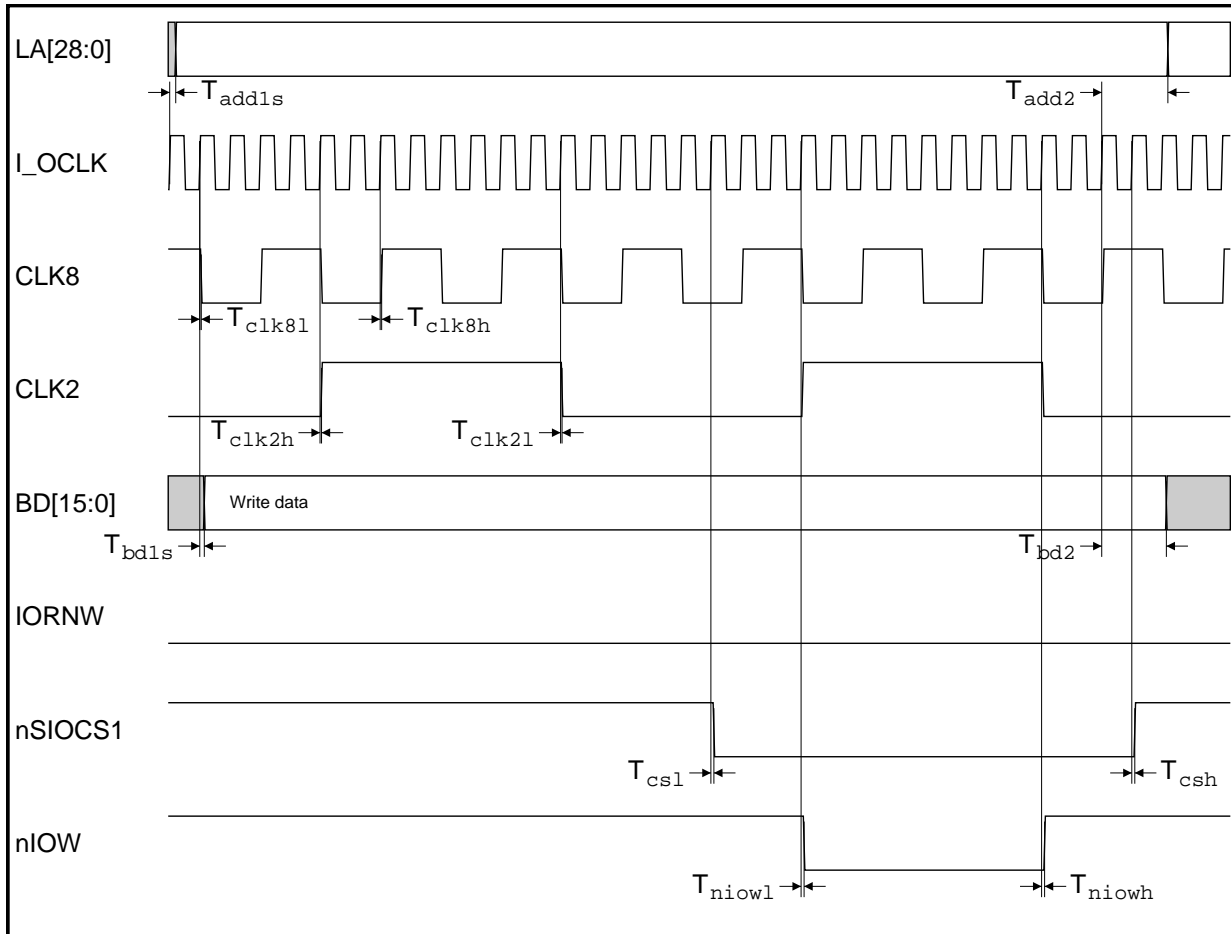 LA[28:0]
Tadd1s
Tadd2
I_OCLK
CLK8
Tclk8l
Tclk8h
CLK2
Tclk2h
Tclk2l
BD[15:0]
Write data
Tbd1s
Tbd2
IORNW
nSIOCS1
Tcsl
Tcsh
nIOW
Tniowl
Tniowh